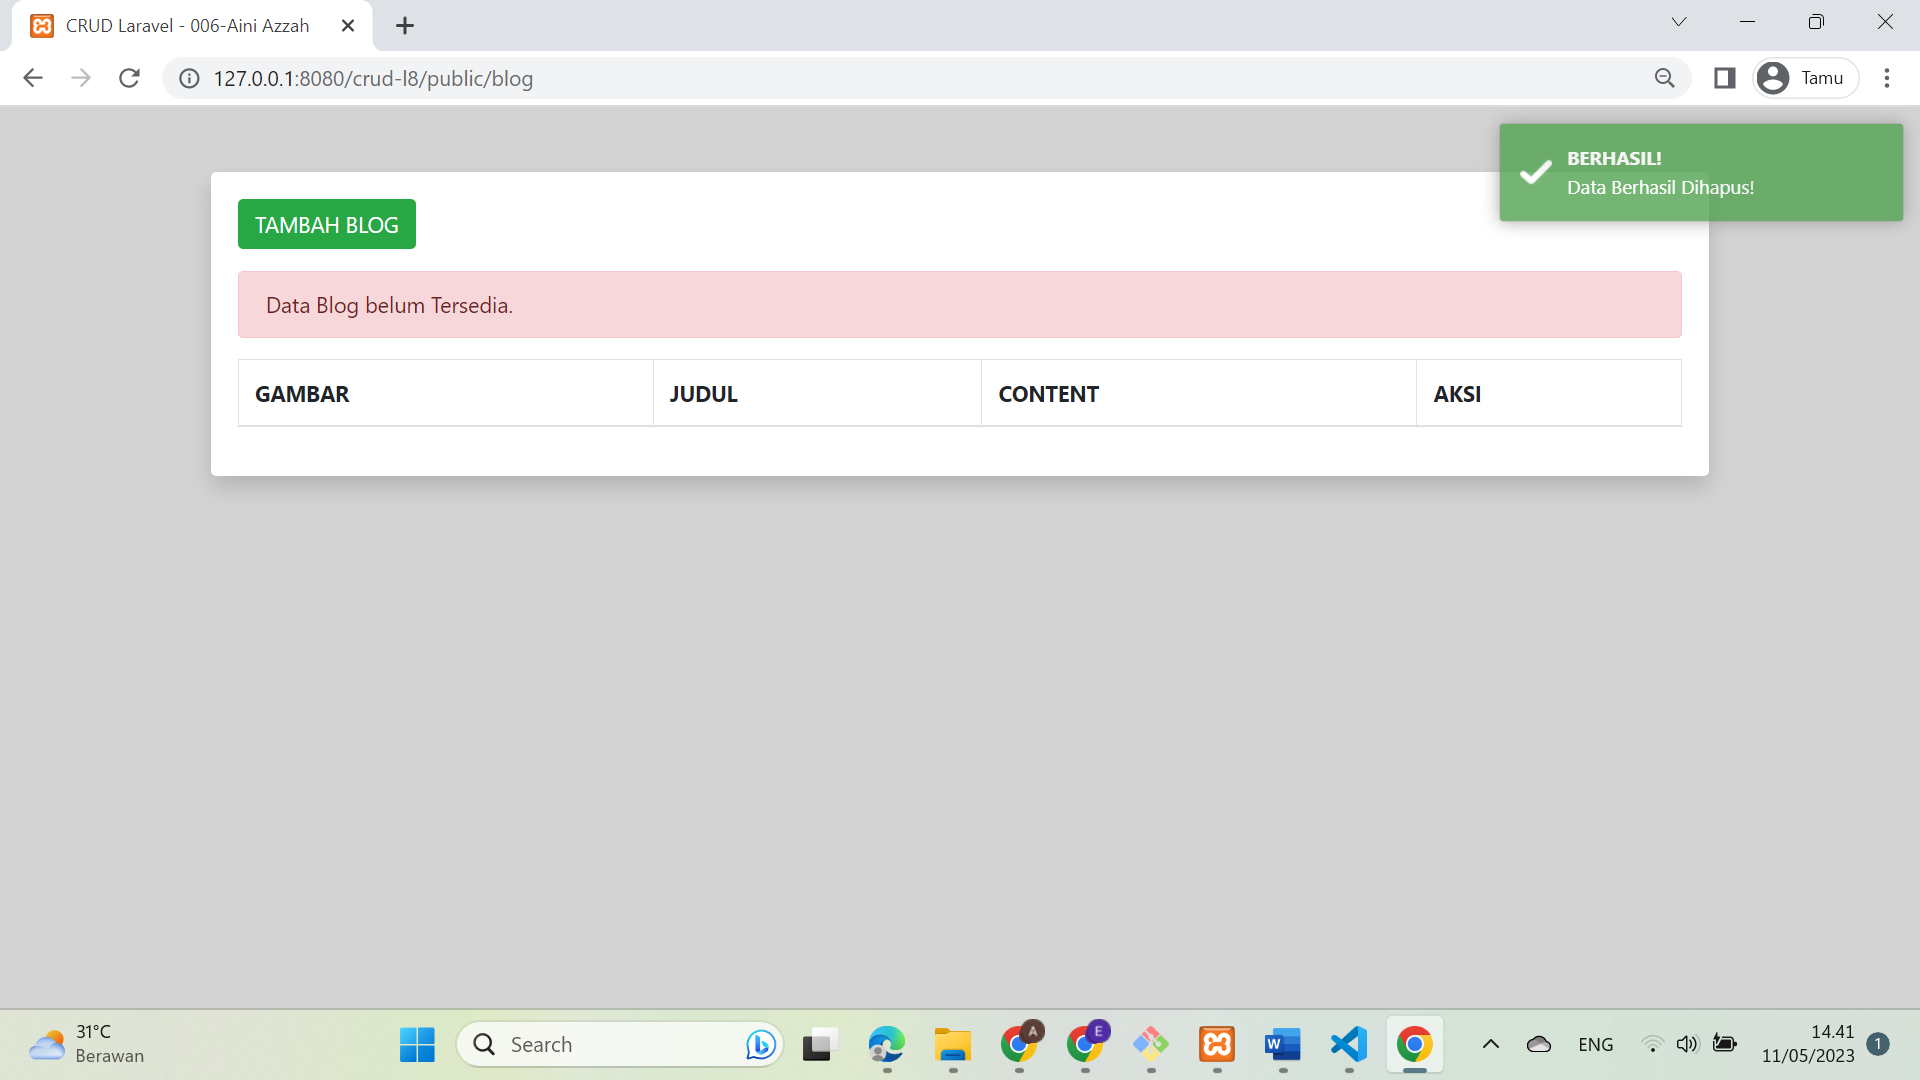 CRUD Laravel - 006-Aini Azzah
127.0.0.1:8080/crud-l8/public/blog
Tamu
BERHASIL!
Data Berhasil Dihapus!
TAMBAH BLOG
Data Blog belum Tersedia.
GAMBAR JUDUL CONTENT AKSI
31°C
Berawan
Search
A
E
W
ENG
14.41
11/05/2023
1